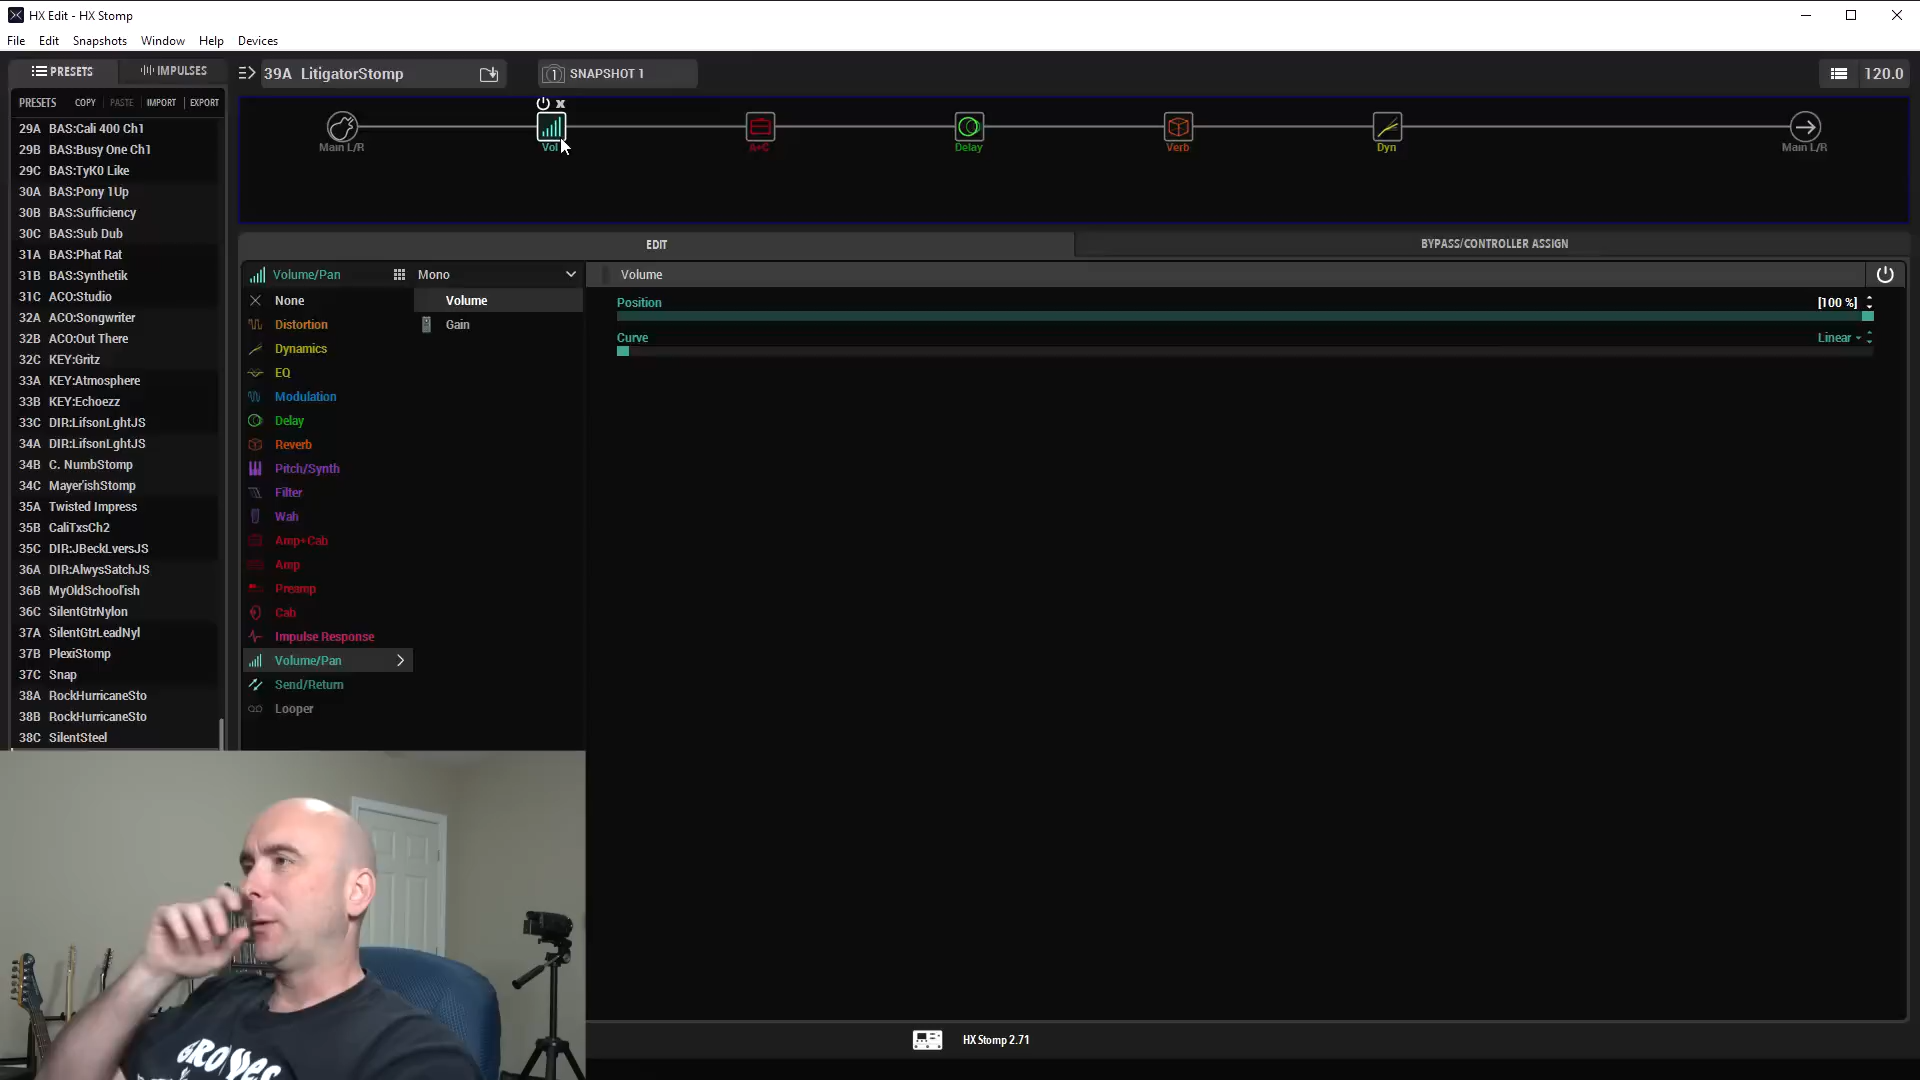 HX Edit - HX Stomp
File Edit Snapshots Window Help Devices
PRESETS IMPULSES
39A LitigatorStomp
1 SNAPSHOT 1
120.0
PRESETS COPY PASTE IMPORT EXPORT
29A BAS:Cali 400 Ch1
29B BAS:Busy One Ch1
29C BAS:TyK0 Like
30A BAS:Pony 1Up
30B BAS:Sufficiency
30C BAS:Sub Dub
31A BAS:Phat Rat
31B BAS:Synthetik
31C ACO:Studio
32A ACO:Songwriter
32B ACO:Out There
32C KEY:Gritz
33A KEY:Atmosphere
33B KEY:Echoezz
33C DIR:LifsonLghtJS
34A DIR:LifsonLghtJS
34B C. NumbStomp
34C Mayer'ishStomp
35A Twisted Impress
35B CaliTxsCh2
35C DIR:JBeckLversJS
36A DIR:AlwysSatchJS
36B MyOldSchool'ish
36C SilentGtrNylon
37A SilentGtrLeadNyl
37B PlexiStomp
37C Snap
38A RockHurricaneSto
38B RockHurricaneSto
38C SilentSteel
Main L/R Vol A+C Delay Verb Dyn Main L/R
EDIT BYPASS/CONTROLLER ASSIGN
Volume/Pan Mono
None
Distortion
Dynamics
EQ
Modulation
Delay
Reverb
Pitch/Synth
Filter
Wah
Amp+Cab
Amp
Preamp
Cab
Impulse Response
Volume/Pan
Send/Return
Looper
Volume
Gain
Volume
Position [100 %]
Curve Linear
HX Stomp 2.71